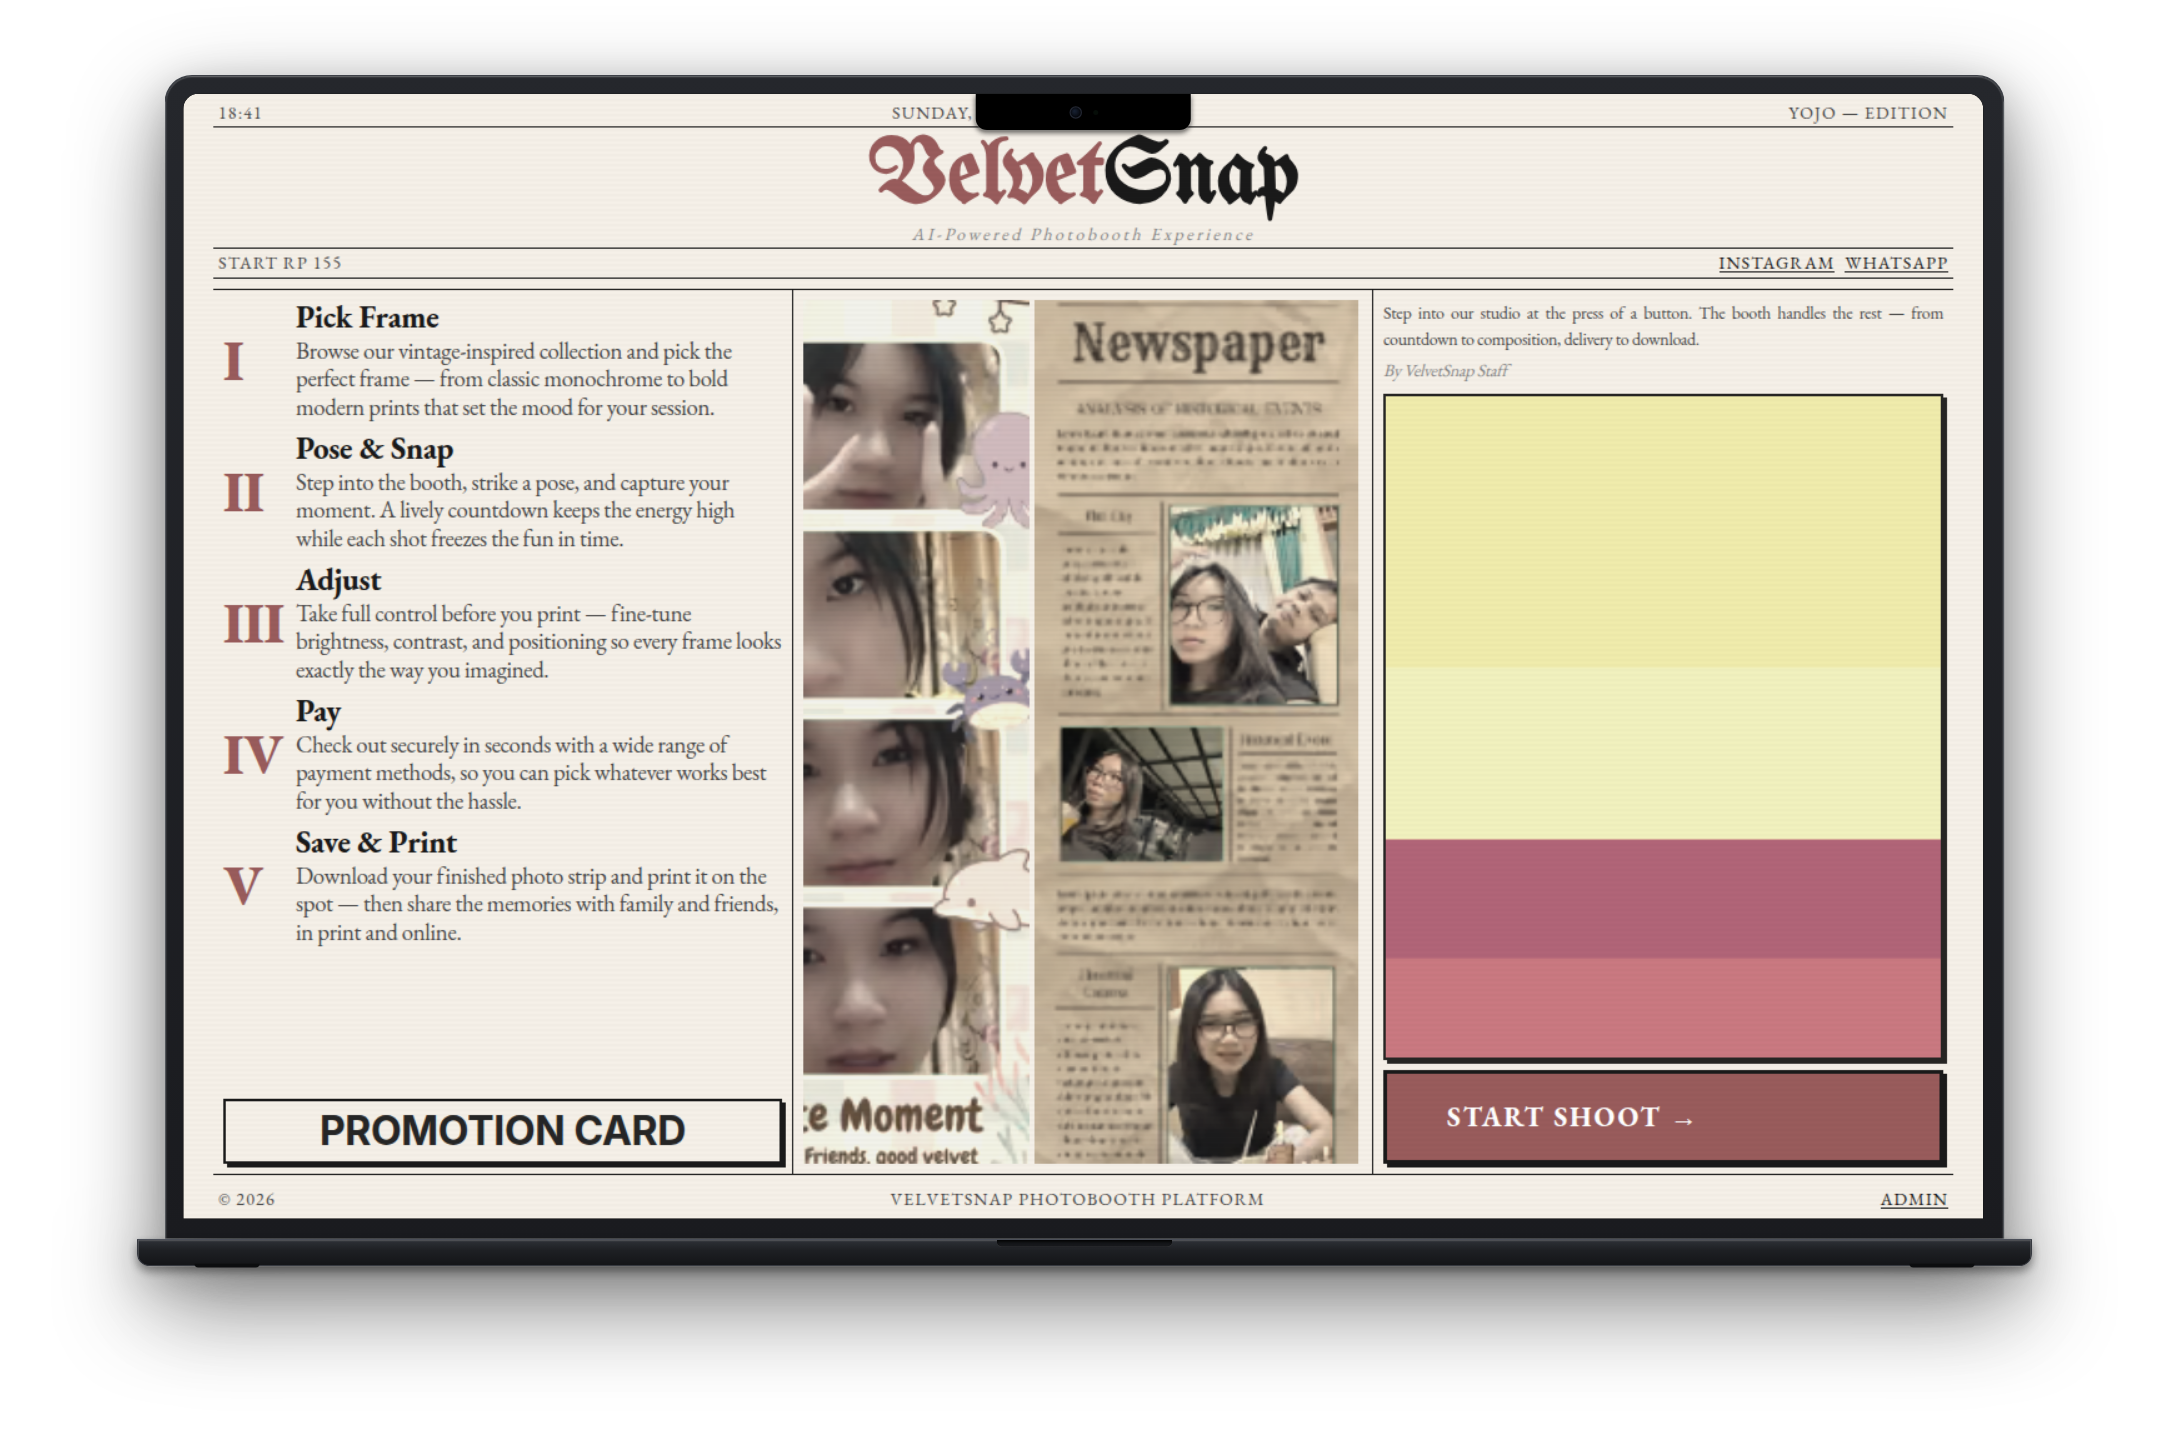 18:41
SUNDAY,
YOJO — EDITION
VelvetSnap
AI-Powered Photobooth Experience
START RP 155
INSTAGRAM WHATSAPP
Pick Frame
I
Browse our vintage-inspired collection and pick the
perfect frame — from classic monochrome to bold
modern prints that set the mood for your session.
Pose & Snap
II
Step into the booth, strike a pose, and capture your
moment. A lively countdown keeps the energy high
while each shot freezes the fun in time.
Adjust
III
Take full control before you print — fine-tune
brightness, contrast, and positioning so every frame looks
exactly the way you imagined.
Pay
IV
Check out securely in seconds with a wide range of
payment methods, so you can pick whatever works best
for you without the hassle.
Save & Print
V
Download your finished photo strip and print it on the
spot — then share the memories with family and friends,
in print and online.
PROMOTION CARD
Moment
Friends, good velvet
Newspaper
ANALYSIS OF HISTORICAL EVENTS
Step into our studio at the press of a button. The booth handles the rest — from
countdown to composition, delivery to download.
By VelvetSnap Staff
START SHOOT →
© 2026
VELVETSNAP PHOTOBOOTH PLATFORM
ADMIN